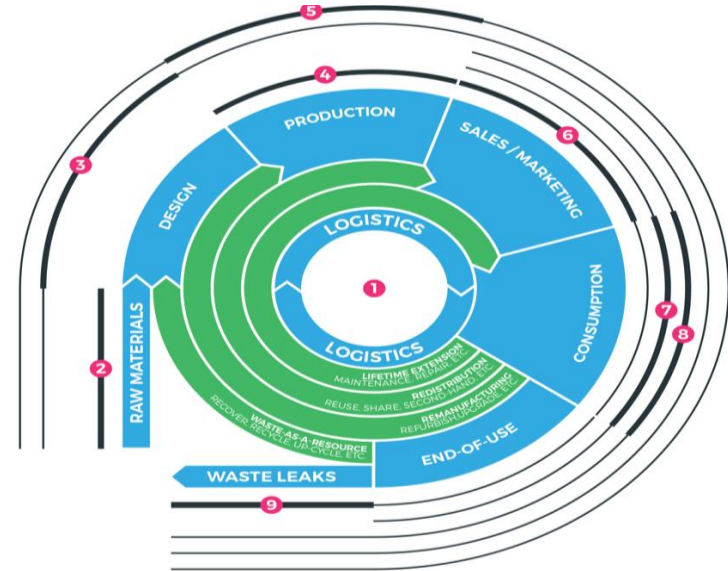 5
4
PRODUCTION
6
SALES / MARKETING
3
DESIGN
LOGISTICS
1
LOGISTICS
CONSUMPTION
7
8
2
RAW MATERIALS
LIFETIME EXTENSION
MAINTENANCE, REPAIR, ETC
REDISTRIBUTION
REUSE, SHARE, SECOND-HAND, ETC
REMANUFACTURING
REFURBISH,UPGRADE, ETC
WASTE-AS-A-RESOURCE
RECOVER, RECYCLE, UP-CYCLE, ETC
END-OF-USE
WASTE LEAKS
9